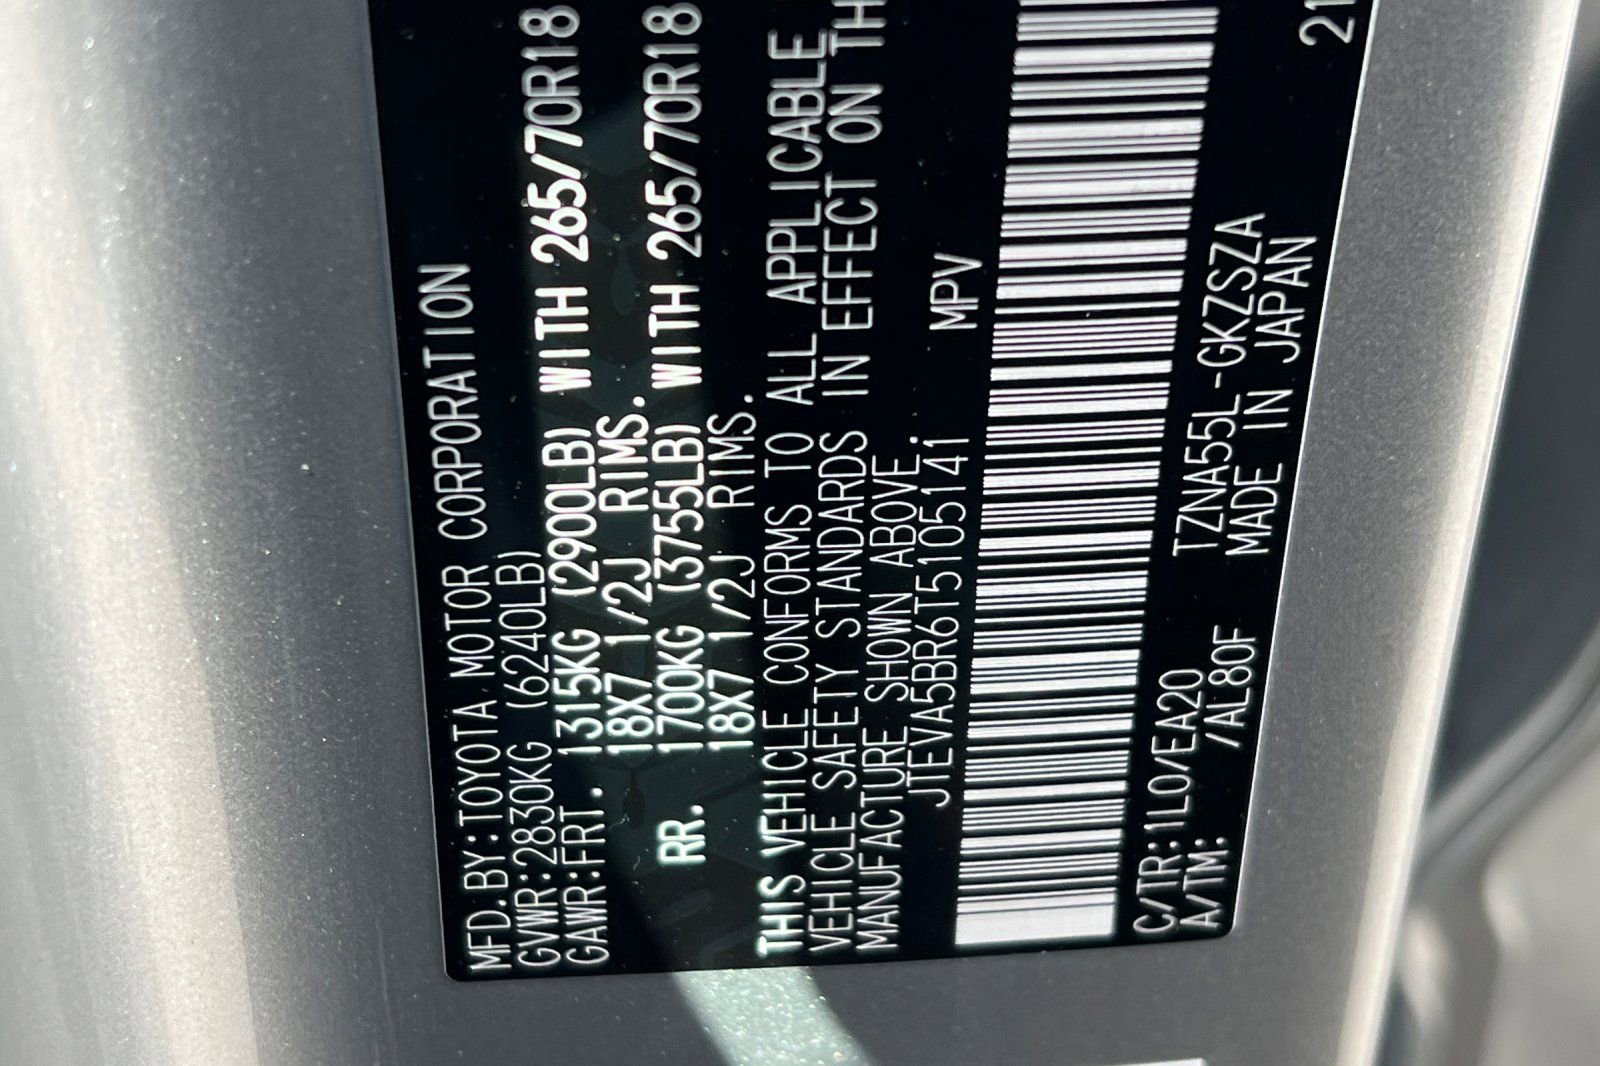 MFD.BY:TOYOTA MOTOR CORPORATION
GVWR:2830KG (6240LB)
GAWR:FRT. 1315KG (2900LB) WITH 265/70R18
18X7 1/2J RIMS.
RR. 1700KG (3755LB) WITH 265/70R18
18X7 1/2J RIMS.
THIS VEHICLE CONFORMS TO ALL APPLICABLE
VEHICLE SAFETY STANDARDS IN EFFECT ON TH
MANUFACTURE SHOWN ABOVE.
JTEVA5BR6T5105141 MPV
C/TR:1L0/EA20 TZNA55L-GKZSZA
A/TM: /AL80F MADE IN JAPAN
21